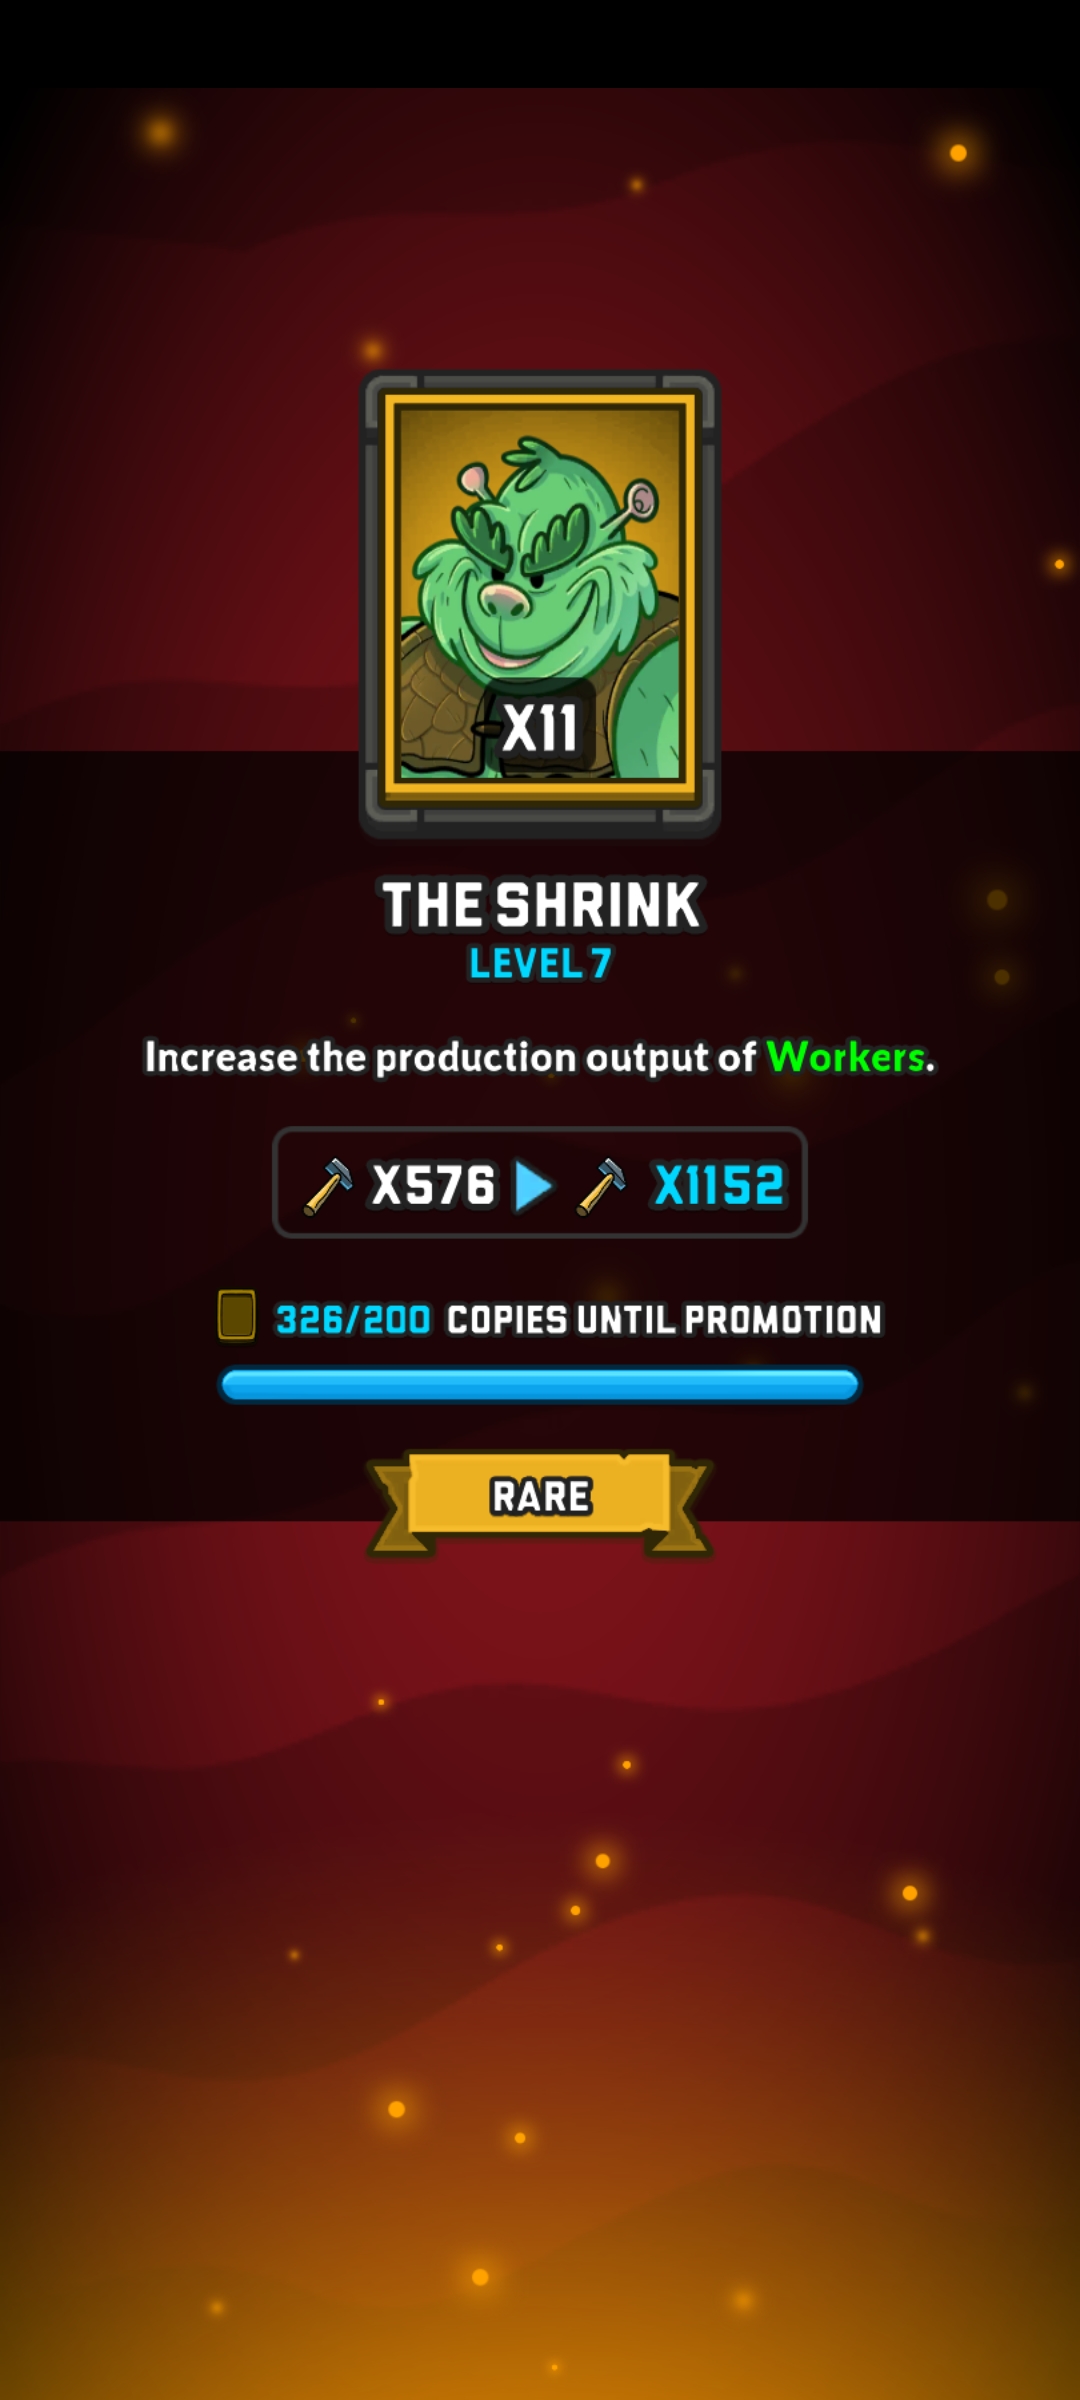 X11
THE SHRINK
LEVEL 7
Increase the production output of Workers.
X576 X1152
326/200 COPIES UNTIL PROMOTION
RARE